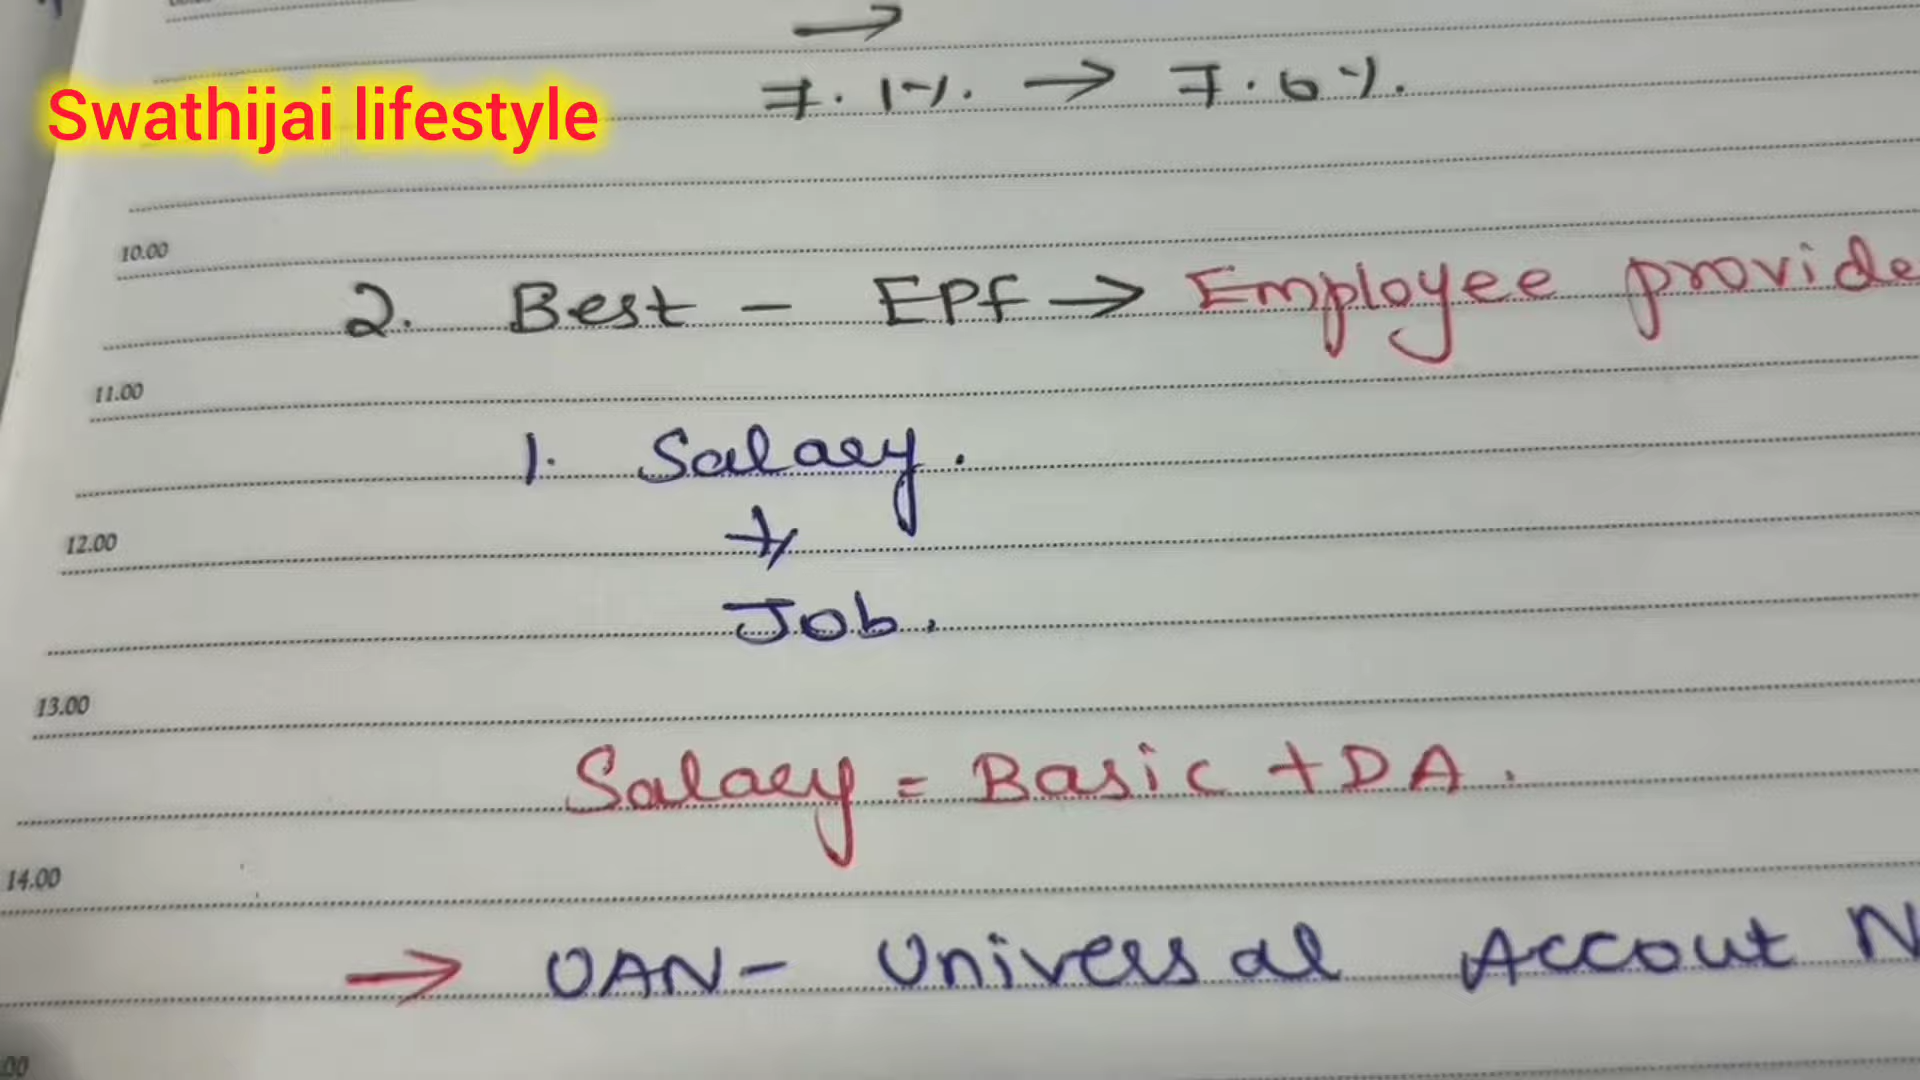 Swathijai lifestyle
7.1%. → 7.6%.
10.00
2. Best - EPF → Employee provide
11.00
1. Salary.
+
12.00
Job.
13.00
Salary = Basic + DA.
14.00
→ UAN - Universal Accout N
00